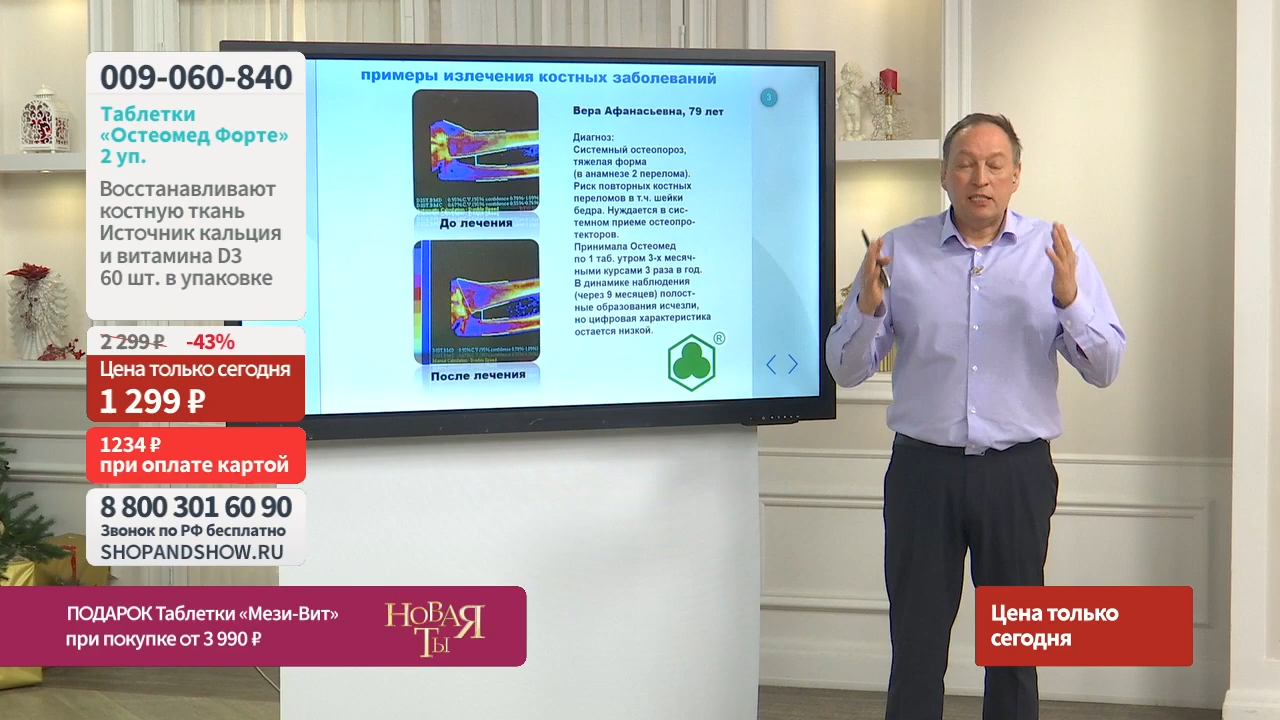 009-060-840
Таблетки
«Остеомед Форте»
2 уп.
Восстанавливают
костную ткань
Источник кальция
и витамина D3
60 шт. в упаковке
2 299 ₽ -43%
Цена только сегодня
1 299 ₽
1234 ₽
при оплате картой
8 800 301 60 90
Звонок по РФ бесплатно
SHOPANDSHOW.RU
примеры излечения костных заболеваний
3
До лечения
После лечения
Вера Афанасьевна, 79 лет
Диагноз:
Системный остеопороз,
тяжелая форма
(в анамнезе 2 перелома).
Риск повторных костных
переломов в т.ч. шейки
бедра. Нуждается в сис-
темном приеме остеопро-
текторов.
Принимала Остеомед
по 1 таб. утром 3-х месяч-
ными курсами 3 раза в год.
В динамике наблюдения
(через 9 месяцев) полост-
ные образования исчезли,
но цифровая характеристика
остается низкой.
®
ПОДАРОК Таблетки «Мези-Вит»
при покупке от 3 990 ₽
НОВАЯ
ТЫ
Цена только
сегодня